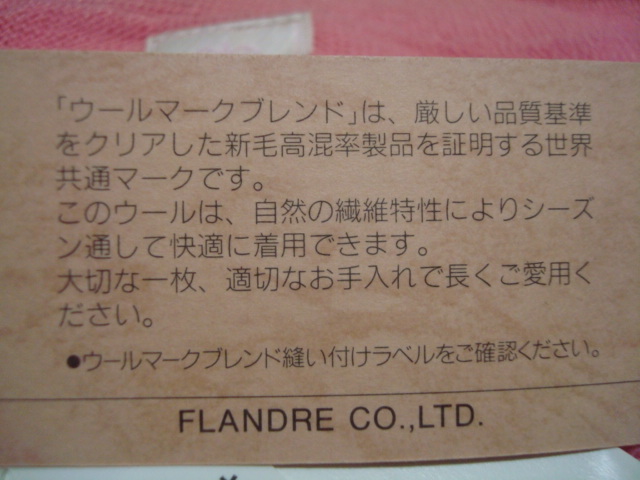 「ウールマークブレンド」は、厳しい品質基準
をクリアした新毛高混率製品を証明する世界
共通マークです。
このウールは、自然の繊維特性によりシーズ
ン通して快適に着用できます。
大切な一枚、適切なお手入れで長くご愛用く
ださい。
●ウールマークブレンド縫い付けラベルをご確認ください。
FLANDRE CO.,LTD.